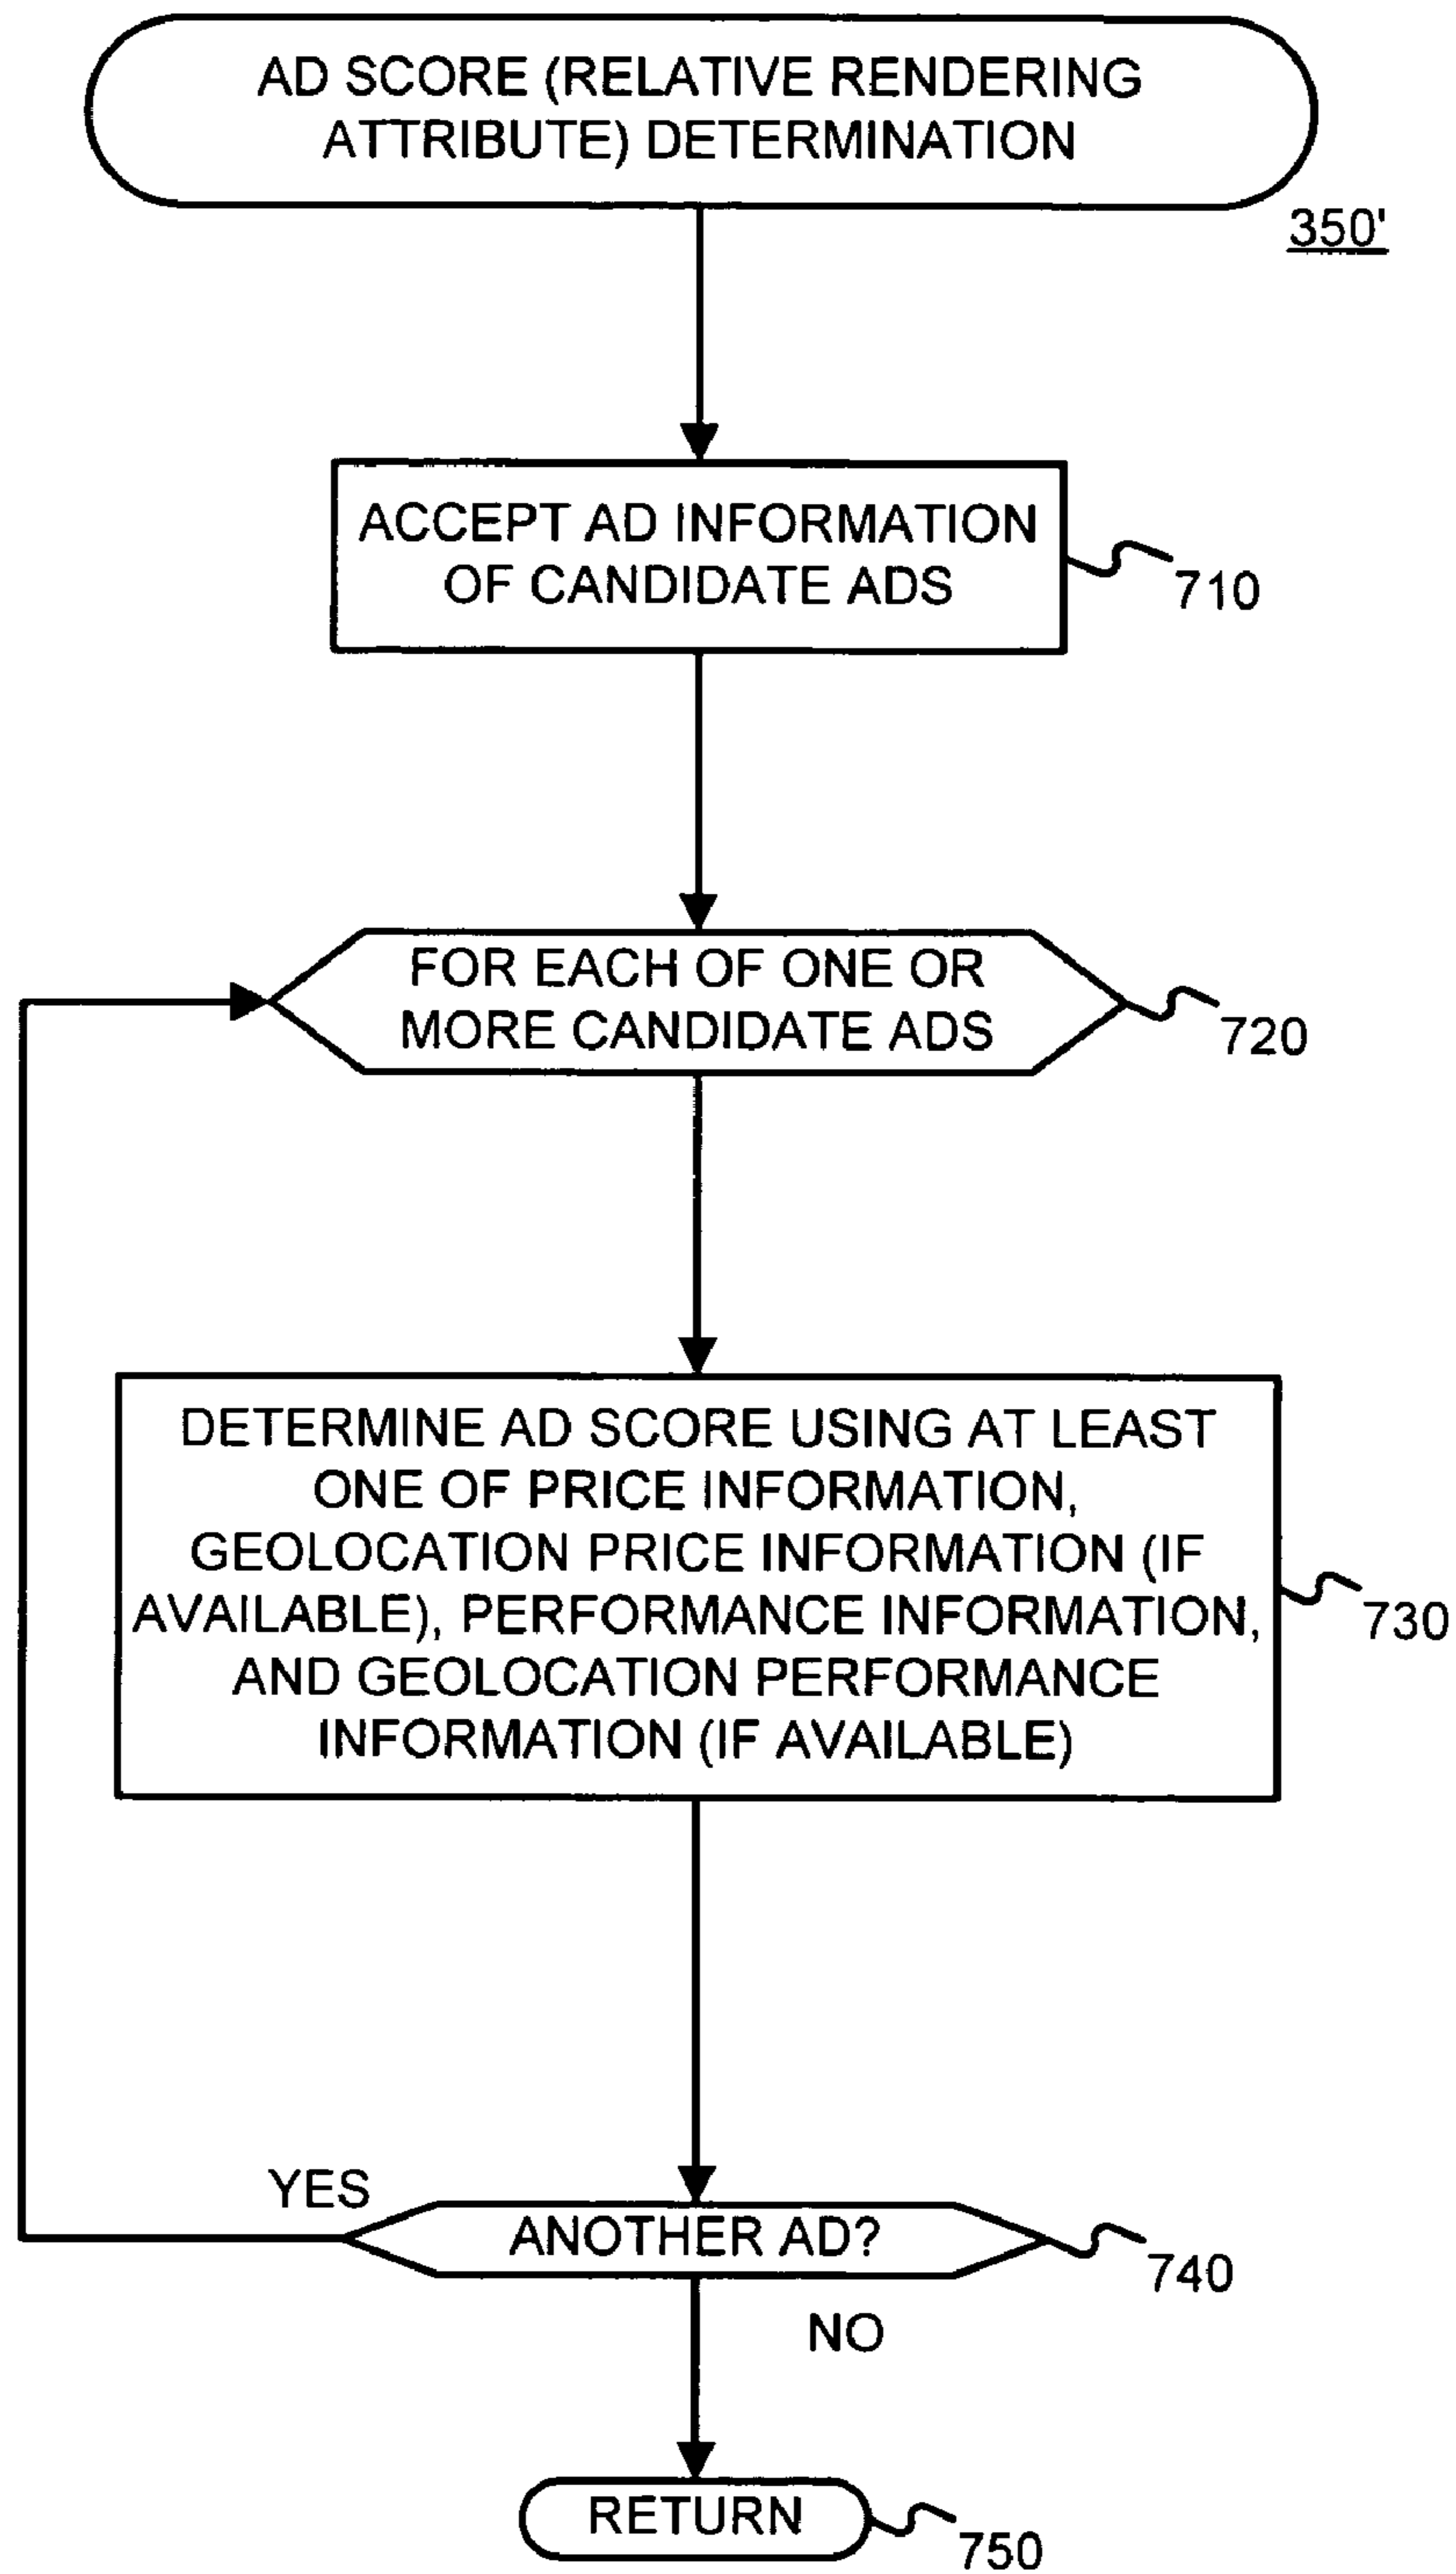 AD SCORE (RELATIVE RENDERING
ATTRIBUTE) DETERMINATION
350'
ACCEPT AD INFORMATION
OF CANDIDATE ADS
710
FOR EACH OF ONE OR
MORE CANDIDATE ADS
720
DETERMINE AD SCORE USING AT LEAST
ONE OF PRICE INFORMATION,
GEOLOCATION PRICE INFORMATION (IF
AVAILABLE), PERFORMANCE INFORMATION,
AND GEOLOCATION PERFORMANCE
INFORMATION (IF AVAILABLE)
730
YES
ANOTHER AD?
740
NO
RETURN
750